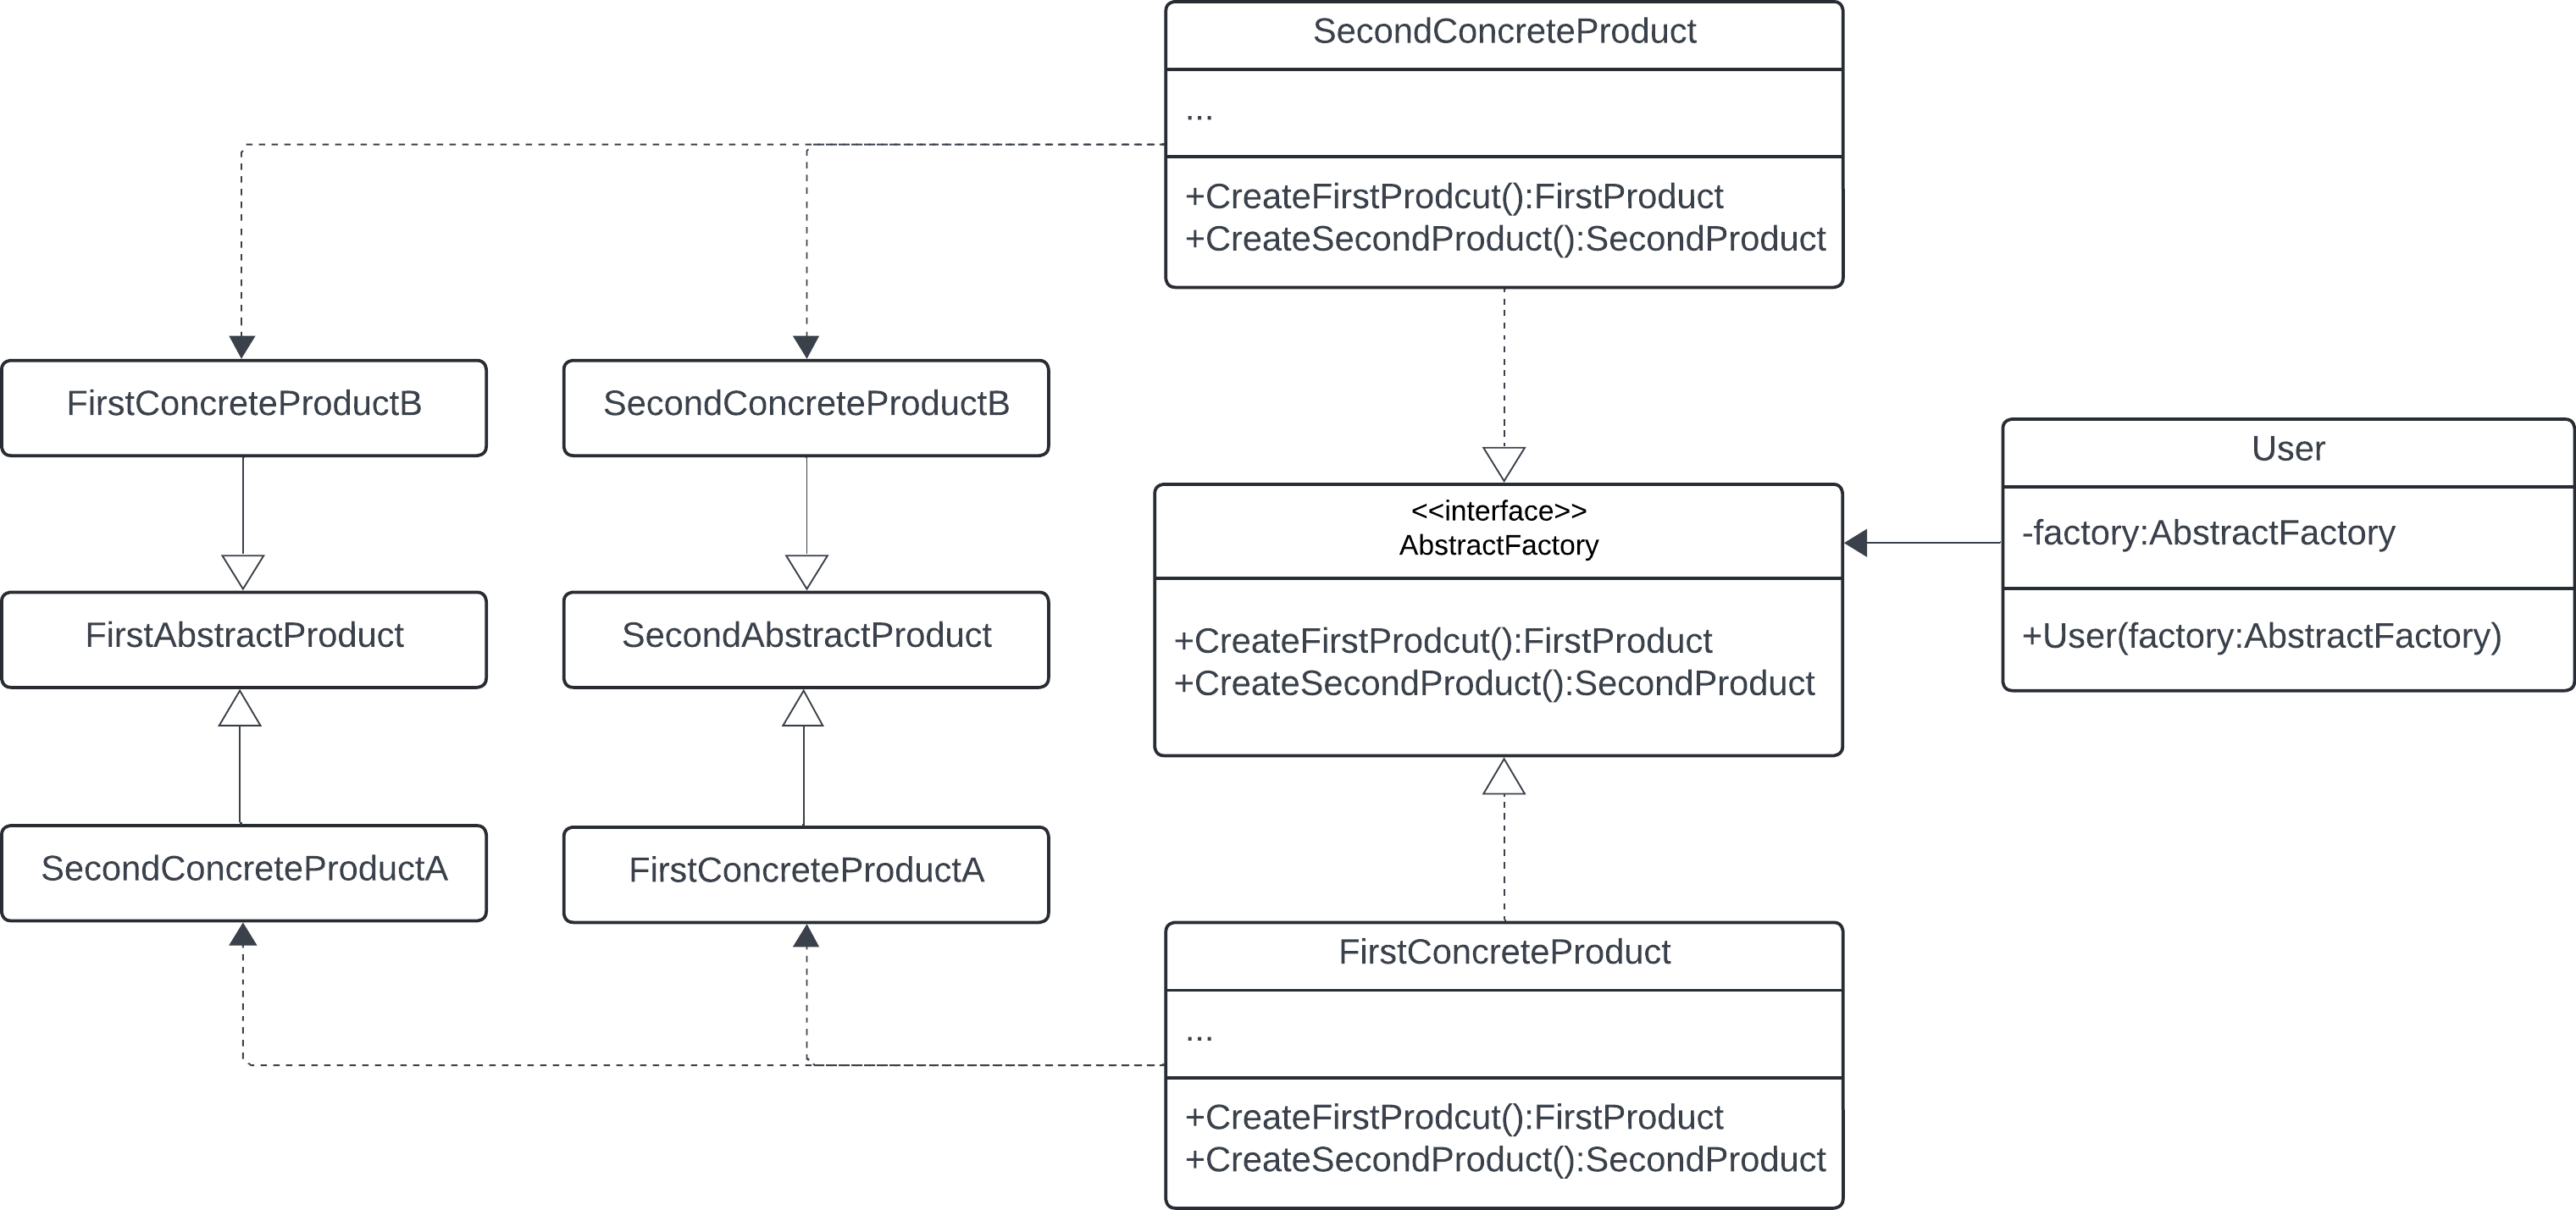 SecondConcreteProduct
...
+CreateFirstProdcut():FirstProduct
+CreateSecondProduct():SecondProduct
FirstConcreteProductB
SecondConcreteProductB
<<interface>>
AbstractFactory
+CreateFirstProdcut():FirstProduct
+CreateSecondProduct():SecondProduct
User
-factory:AbstractFactory
+User(factory:AbstractFactory)
FirstAbstractProduct
SecondAbstractProduct
SecondConcreteProductA
FirstConcreteProductA
FirstConcreteProduct
...
+CreateFirstProdcut():FirstProduct
+CreateSecondProduct():SecondProduct